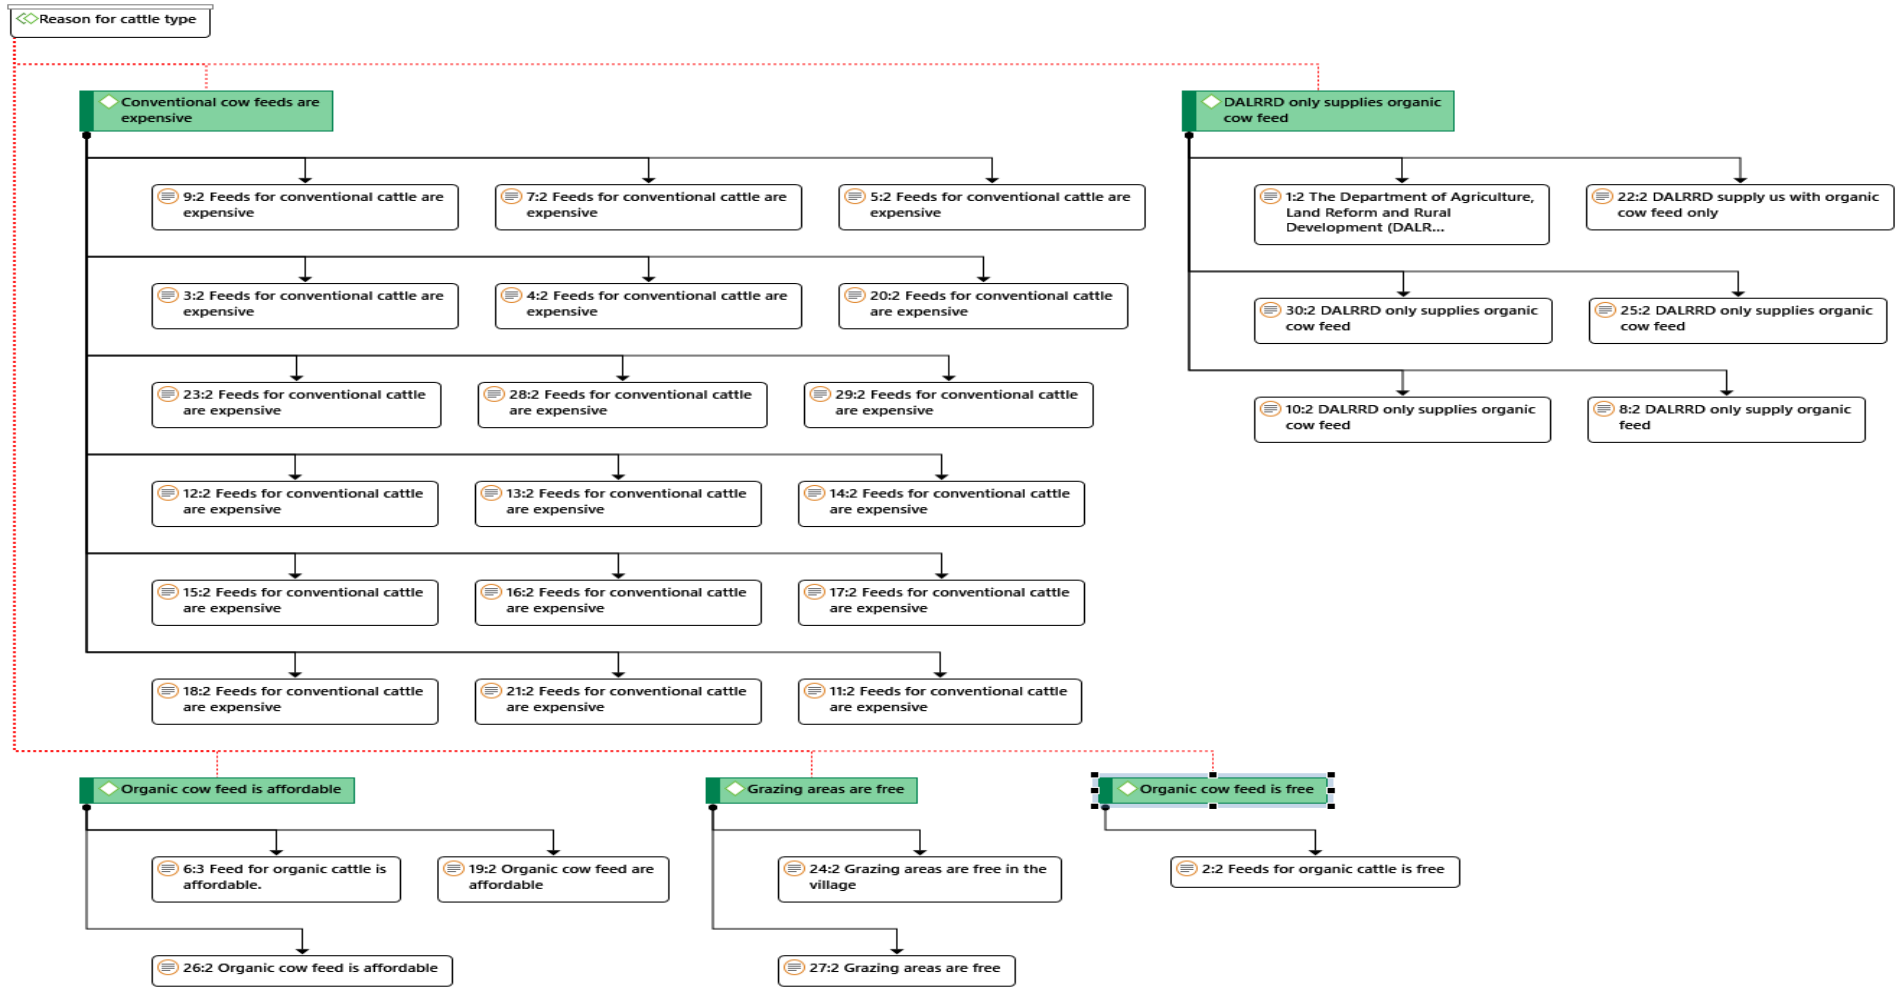 Reason for cattle type
Conventional cow feeds are
expensive
DALRRD only supplies organic
cow feed
9:2 Feeds for conventional cattle are
expensive
7:2 Feeds for conventional cattle are
expensive
5:2 Feeds for conventional cattle are
expensive
1:2 The Department of Agriculture,
Land Reform and Rural
Development (DALR...
22:2 DALRRD supply us with organic
cow feed only
3:2 Feeds for conventional cattle are
expensive
4:2 Feeds for conventional cattle are
expensive
20:2 Feeds for conventional cattle
are expensive
30:2 DALRRD only supplies organic
cow feed
25:2 DALRRD only supplies organic
cow feed
23:2 Feeds for conventional cattle
are expensive
28:2 Feeds for conventional cattle
are expensive
29:2 Feeds for conventional cattle
are expensive
10:2 DALRRD only supplies organic
cow feed
8:2 DALRRD only supply organic
feed
12:2 Feeds for conventional cattle
are expensive
13:2 Feeds for conventional cattle
are expensive
14:2 Feeds for conventional cattle
are expensive
15:2 Feeds for conventional cattle
are expensive
16:2 Feeds for conventional cattle
are expensive
17:2 Feeds for conventional cattle
are expensive
18:2 Feeds for conventional cattle
are expensive
21:2 Feeds for conventional cattle
are expensive
11:2 Feeds for conventional cattle
are expensive
Organic cow feed is affordable
Grazing areas are free
Organic cow feed is free
6:3 Feed for organic cattle is
affordable.
19:2 Organic cow feed are
affordable
24:2 Grazing areas are free in the
village
2:2 Feeds for organic cattle is free
26:2 Organic cow feed is affordable
27:2 Grazing areas are free